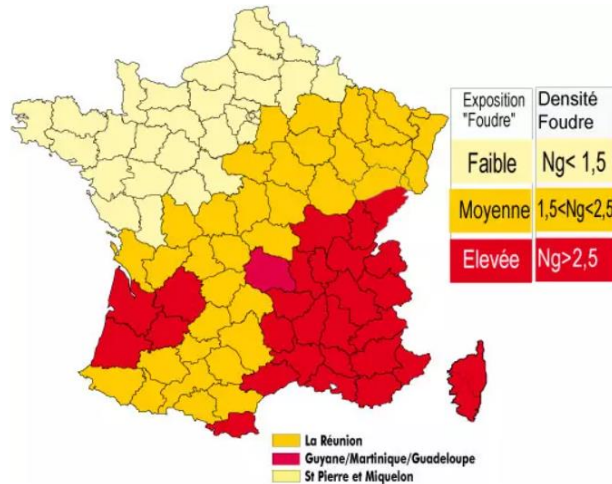 Exposition Densité
"Foudre" Foudre
Faible Ng< 1,5
Moyenne 1,5<Ng<2,5
Elevée Ng>2,5
La Réunion
Guyane/Martinique/Guadeloupe
St Pierre et Miquelon